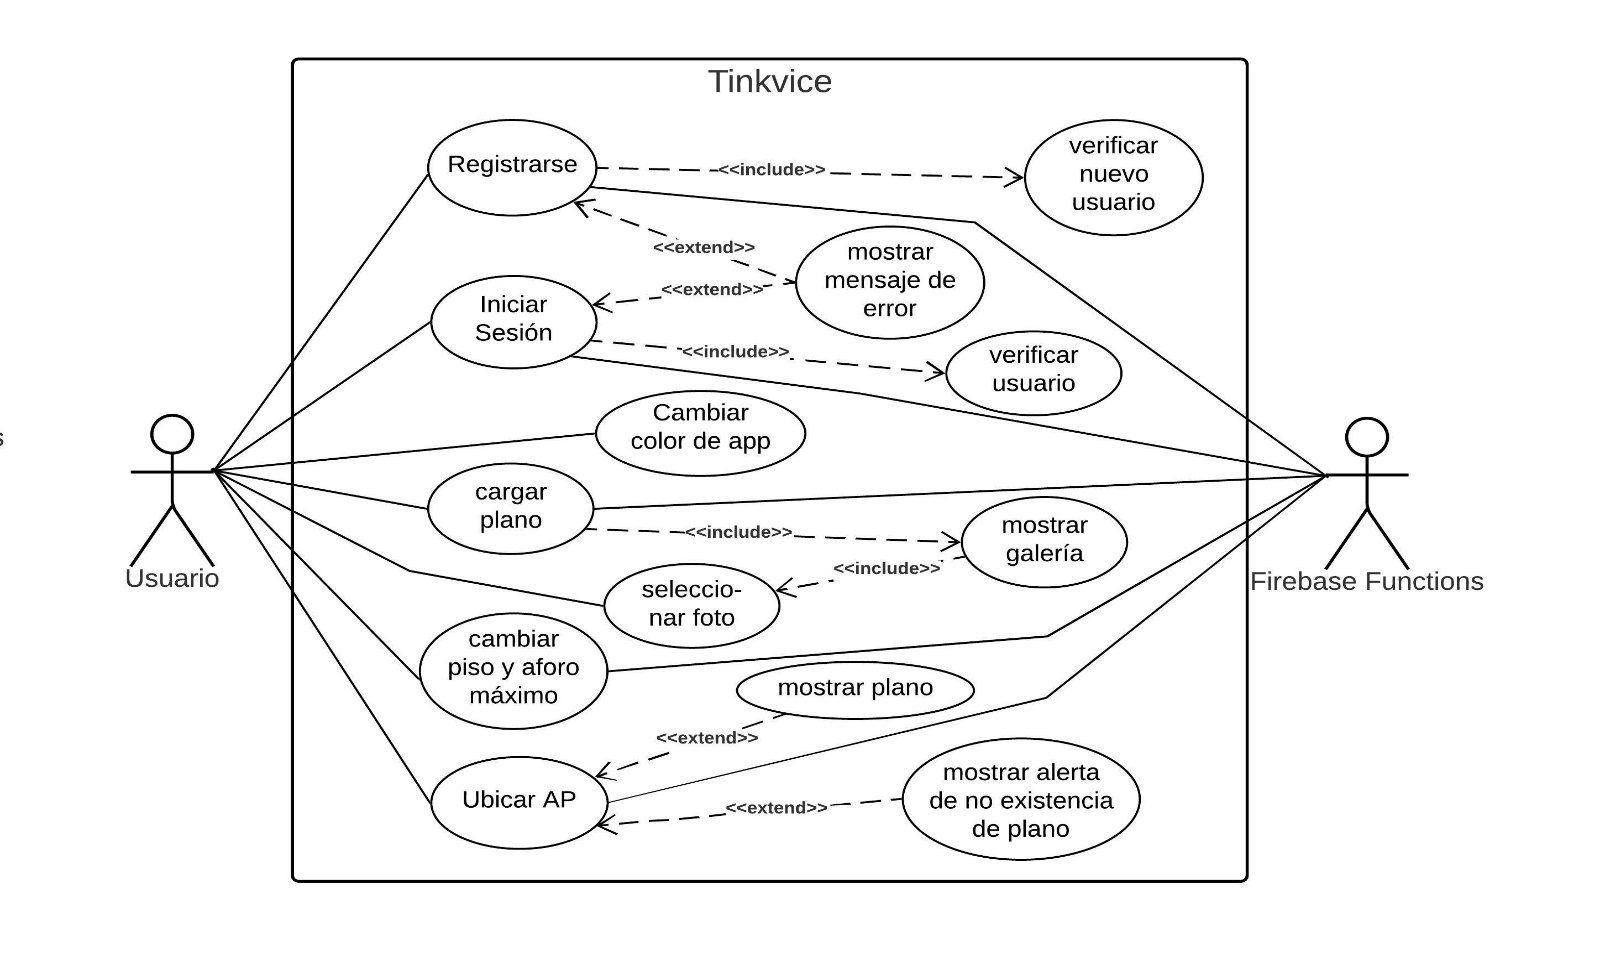 Tinkvice
Registrarse
<<include>>
verificar
nuevo
usuario
<<extend>>
mostrar
mensaje de
error
<<extend>>
Iniciar
Sesión
<<include>>
verificar
usuario
Cambiar
color de app
s
cargar
plano
<<include>>
mostrar
galería
<<include>>
Usuario
Firebase Functions
seleccio-
nar foto
cambiar
piso y aforo
máximo
mostrar plano
<<extend>>
Ubicar AP
<<extend>>
mostrar alerta
de no existencia
de plano